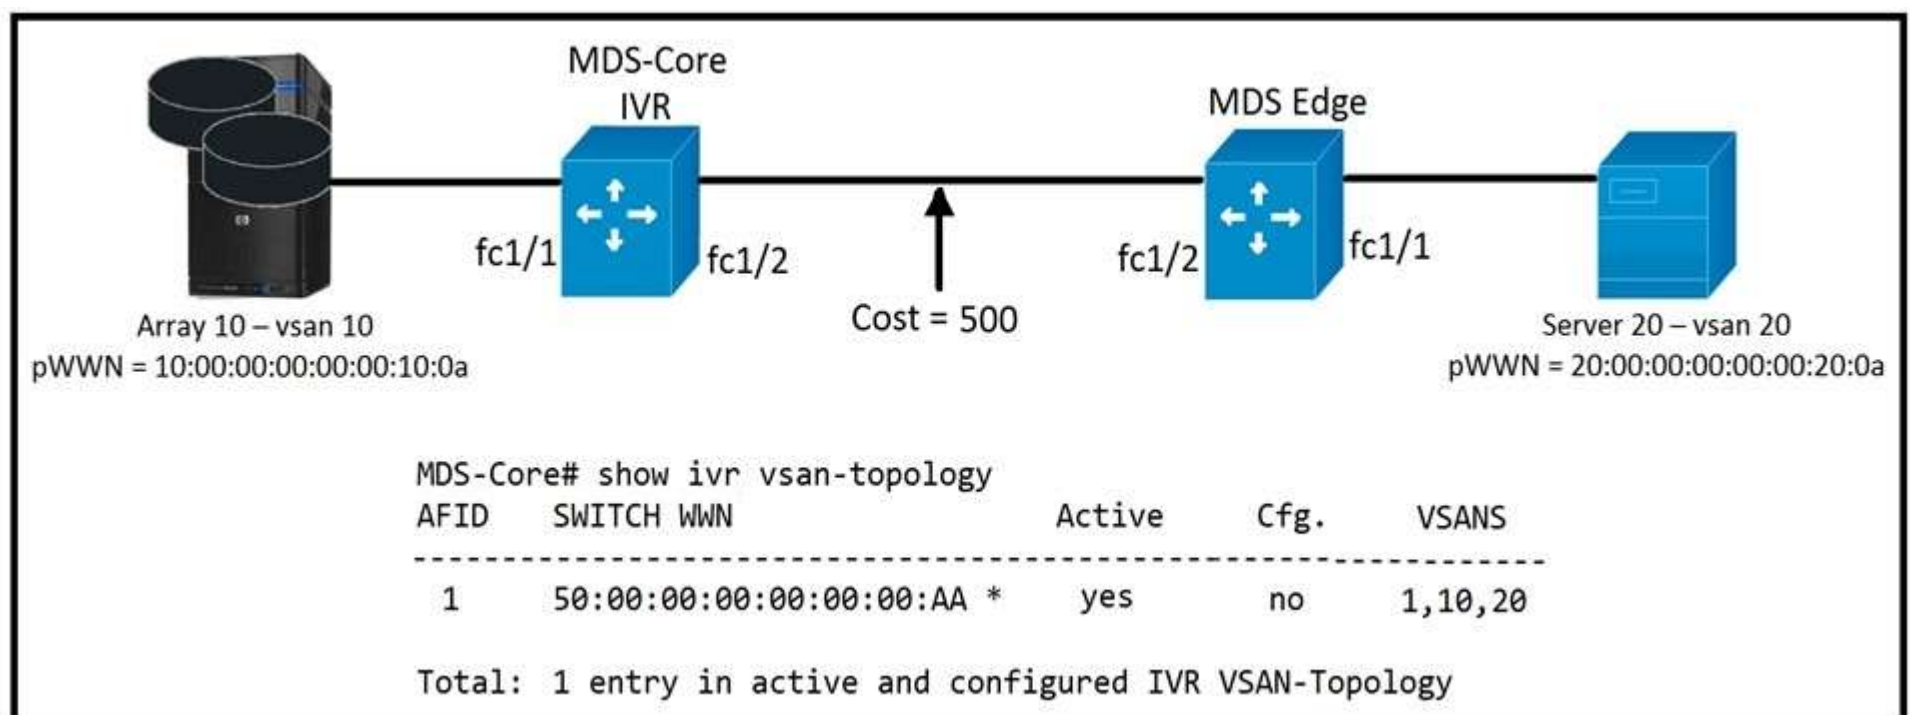 MDS-Core
IVR
MDS Edge
fc1/1
fc1/2
fc1/2
fc1/1
Cost = 500
Array 10 – vsan 10
pWWN = 10:00:00:00:00:00:10:0a
Server 20 – vsan 20
pWWN = 20:00:00:00:00:00:20:0a
MDS-Core# show ivr vsan-topology
AFID SWITCH WWN Active Cfg. VSANS
--------------------------------------------------------------
1 50:00:00:00:00:00:00:AA * yes no 1,10,20
Total: 1 entry in active and configured IVR VSAN-Topology